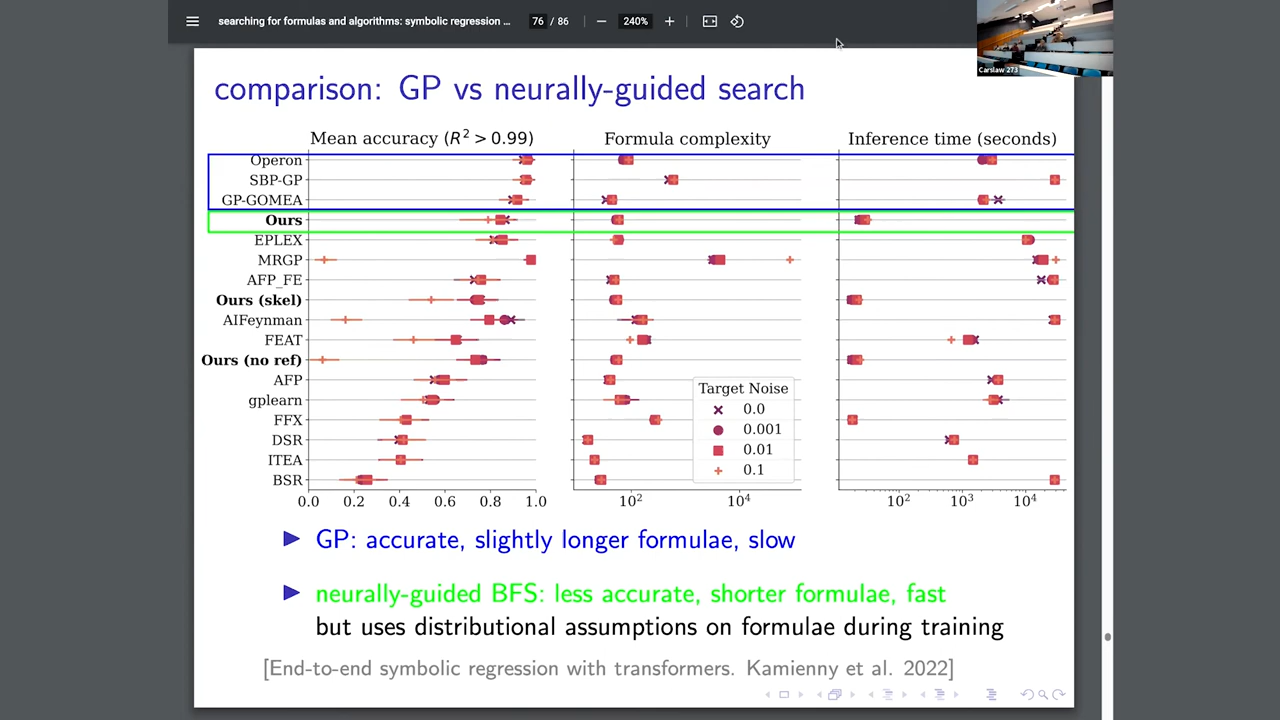 searching for formulas and algorithms: symbolic regression ...
76 / 86
240%
Carslaw 273
comparison: GP vs neurally-guided search
Mean accuracy (R² > 0.99)
Formula complexity
Inference time (seconds)
Operon
SBP-GP
GP-GOMEA
Ours
EPLEX
MRGP
AFP_FE
Ours (skel)
AIFeynman
FEAT
Ours (no ref)
AFP
gplearn
FFX
DSR
ITEA
BSR
Target Noise
0.0
0.001
0.01
0.1
0.0 0.2 0.4 0.6 0.8 1.0
10² 10⁴
10² 10³ 10⁴
GP: accurate, slightly longer formulae, slow
neurally-guided BFS: less accurate, shorter formulae, fast
but uses distributional assumptions on formulae during training
[End-to-end symbolic regression with transformers. Kamienny et al. 2022]